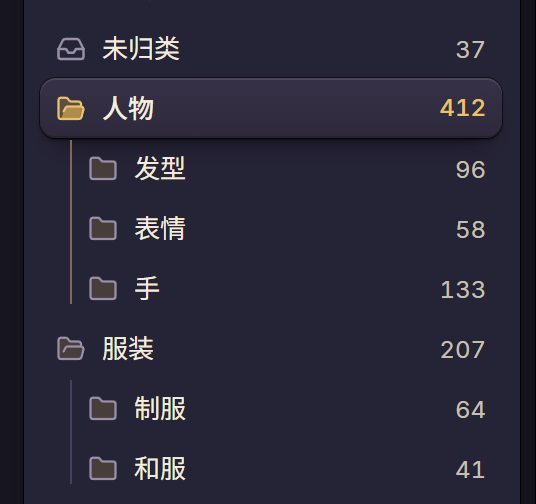 未归类 37
人物 412
发型 96
表情 58
手 133
服装 207
制服 64
和服 41